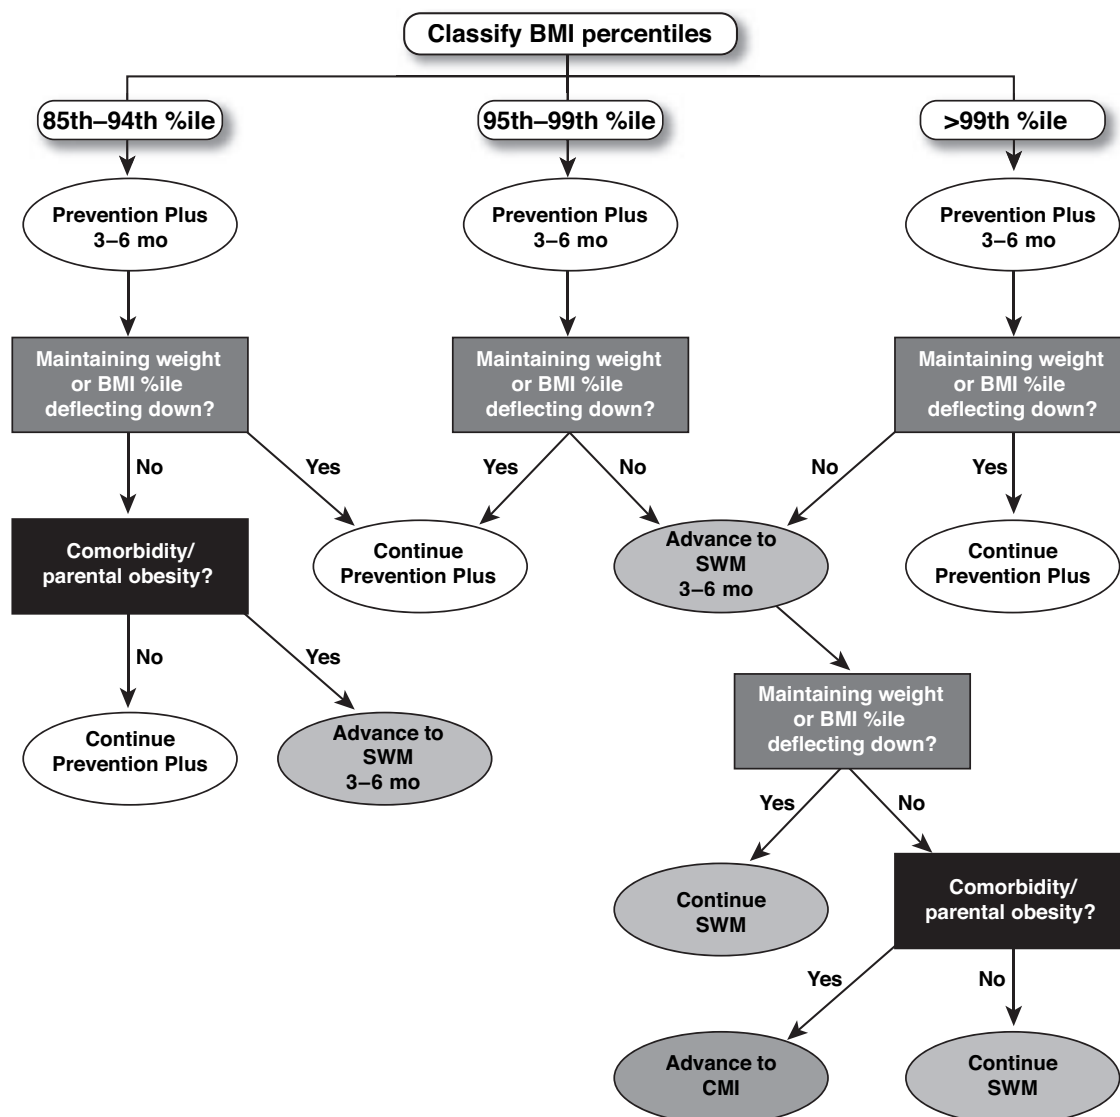 Classify BMI percentiles
85th–94th %ile
95th–99th %ile
>99th %ile
Prevention Plus
3–6 mo
Prevention Plus
3–6 mo
Prevention Plus
3–6 mo
Maintaining weight
or BMI %ile
deflecting down?
Maintaining weight
or BMI %ile
deflecting down?
Maintaining weight
or BMI %ile
deflecting down?
No
Yes
Yes
No
No
Yes
Comorbidity/
parental obesity?
Continue
Prevention Plus
Advance to
SWM
3–6 mo
Continue
Prevention Plus
No
Yes
Continue
Prevention Plus
Advance to
SWM
3–6 mo
Maintaining weight
or BMI %ile
deflecting down?
Yes
No
Continue
SWM
Comorbidity/
parental obesity?
Yes
No
Advance to
CMI
Continue
SWM